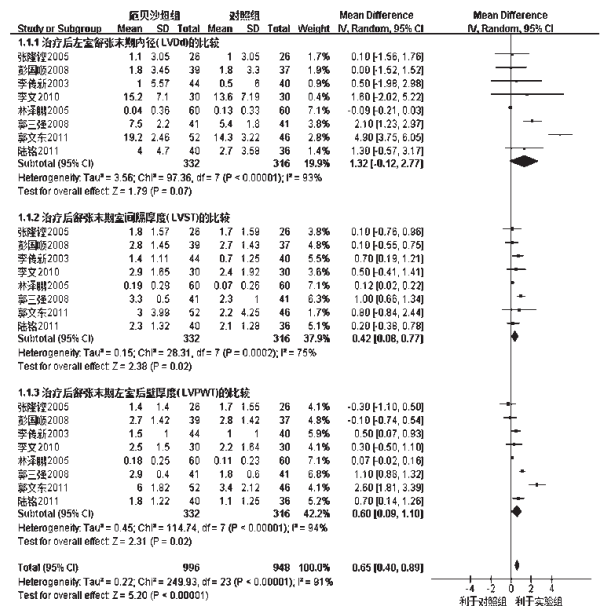 厄贝沙坦组 对照组 Mean Difference Mean Difference
Study or Subgroup Mean SD Total Mean SD Total Weight IV, Random, 95% CI IV, Random, 95% CI
1.1.1 治疗后左室舒张末期内径(LVDd)的比较
张隆铿2005 1.1 3.05 26 1 3.05 26 1.7% 0.10 [-1.56, 1.76]
彭国顺2008 1.8 3.45 39 1.8 3.3 37 2.0% 0.00 [-1.52, 1.52]
李传新2003 1 5.57 44 0.5 6 40 0.8% 0.50 [-1.98, 2.98]
李文2010 15.2 7.1 30 13.6 7.19 30 0.4% 1.60 [-2.02, 5.22]
林泽鹏2005 0.04 0.36 60 0.13 0.33 60 5.0% -0.09 [-0.21, 0.03]
郭三强2008 7.5 2.2 41 5.4 1.8 41 4.0% 2.10 [1.23, 2.97]
郭文东2011 19.2 2.46 52 14.3 3.22 46 3.3% 4.90 [3.75, 6.05]
陆铭2011 4 4.7 40 2.7 3.58 36 1.4% 1.30 [-0.57, 3.17]
Subtotal (95% CI) 332 316 19.9% 1.32 [-0.12, 2.77]
Heterogeneity: Tau² = 3.56; Chi² = 97.36, df = 7 (P < 0.00001); I² = 93%
Test for overall effect: Z = 1.79 (P = 0.07)
1.1.2 治疗后舒张末期室间隔厚度(LVST)的比较
张隆铿2005 1.8 1.57 26 1.7 1.59 26 3.8% 0.10 [-0.76, 0.96]
彭国顺2008 2.8 1.45 39 2.7 1.43 37 4.4% 0.10 [-0.55, 0.75]
李传新2003 1.4 1.11 44 0.7 1.25 40 4.6% 0.70 [0.19, 1.21]
李文2010 2.9 1.65 30 2.4 1.92 30 3.7% 0.50 [-0.41, 1.41]
林泽鹏2005 0.19 0.28 60 0.07 0.26 60 5.1% 0.12 [0.02, 0.22]
郭三强2008 3.3 0.5 41 2.3 1 41 4.9% 1.00 [0.66, 1.34]
郭文东2011 3 3.98 52 2.2 4.25 46 2.0% 0.80 [-0.84, 2.44]
陆铭2011 2.3 1.32 40 2.1 1.28 36 4.5% 0.20 [-0.38, 0.78]
Subtotal (95% CI) 332 316 37.9% 0.42 [0.08, 0.77]
Heterogeneity: Tau² = 0.15; Chi² = 28.31, df = 7 (P = 0.0002); I² = 75%
Test for overall effect: Z = 2.38 (P = 0.02)
1.1.3 治疗后舒张末期左室后壁厚度(LVPWT)的比较
张隆铿2005 1.4 1.4 26 1.7 1.55 26 4.1% -0.30 [-1.10, 0.50]
彭国顺2008 2.7 1.42 39 2.8 1.42 37 4.4% -0.10 [-0.74, 0.54]
李传新2003 1.5 1 44 1 1 40 4.8% 0.50 [0.07, 0.93]
李文2010 2.5 1.5 30 2.2 1.64 30 4.1% 0.30 [-0.50, 1.10]
林泽鹏2005 0.18 0.25 60 0.11 0.23 60 5.1% 0.07 [-0.02, 0.16]
郭三强2008 2.9 0.4 41 1.8 0.6 41 5.0% 1.10 [0.88, 1.32]
郭文东2011 6 1.82 52 3.4 2.12 46 4.1% 2.60 [1.81, 3.39]
陆铭2011 1.8 1.22 40 1.1 1.25 36 4.6% 0.70 [0.14, 1.26]
Subtotal (95% CI) 332 316 42.2% 0.60 [0.09, 1.10]
Heterogeneity: Tau² = 0.45; Chi² = 114.74, df = 7 (P < 0.00001); I² = 94%
Test for overall effect: Z = 2.31 (P = 0.02)
Total (95% CI) 996 948 100.0% 0.65 [0.40, 0.89]
Heterogeneity: Tau² = 0.22; Chi² = 249.93, df = 23 (P < 0.00001); I² = 91%
Test for overall effect: Z = 5.20 (P < 0.00001)
-4 -2 0 2 4
利于对照组 利于实验组